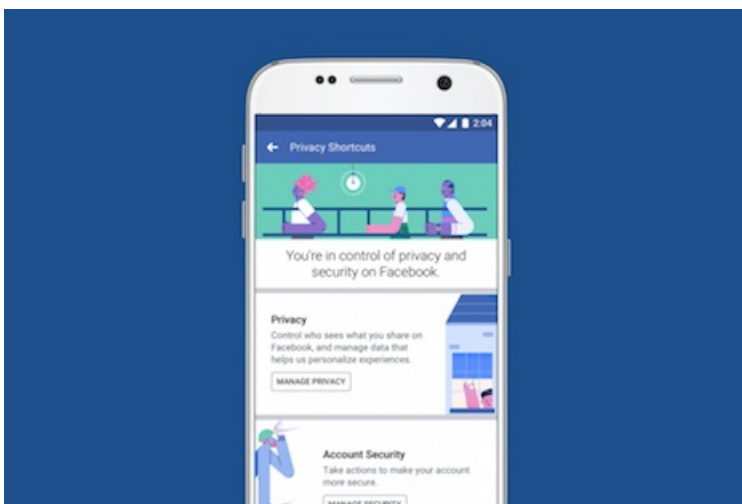 2:04
Privacy Shortcuts
You're in control of privacy and
security on Facebook.
Privacy
Control who sees what you share on
Facebook, and manage data that
helps us personalize experiences.
MANAGE PRIVACY
Account Security
Take actions to make your account
more secure.
MANAGE SECURITY